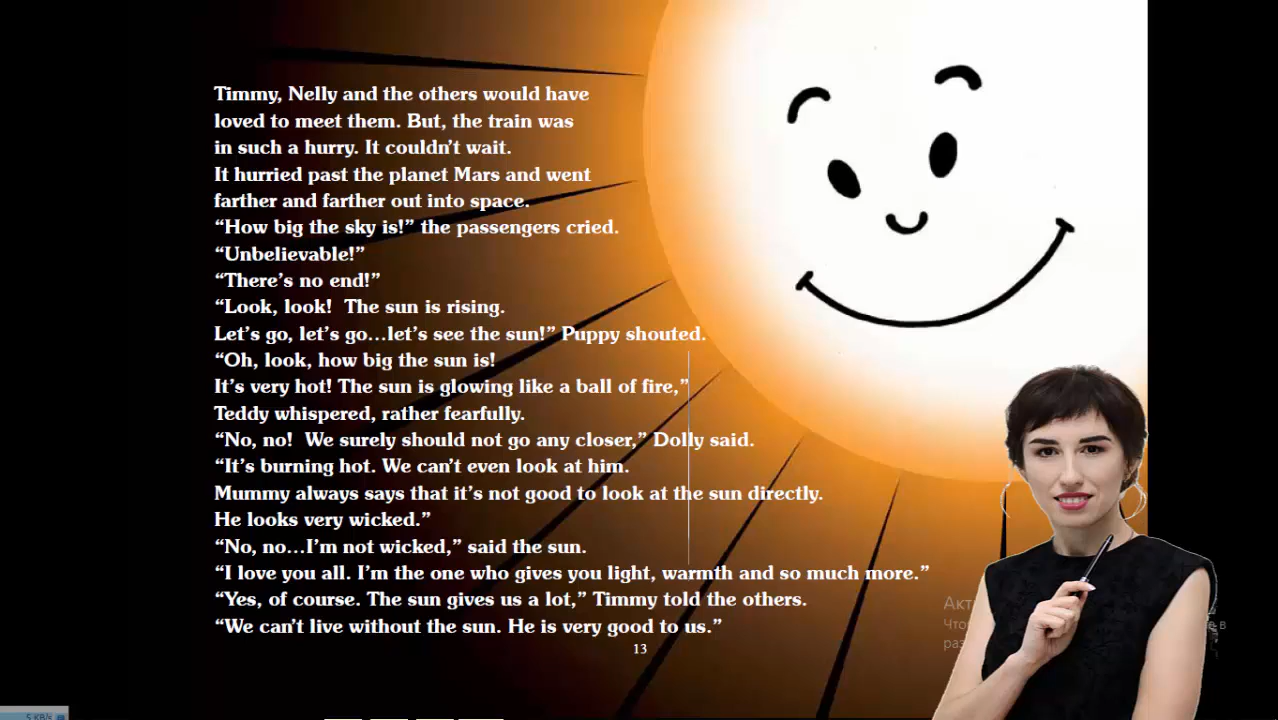 Timmy, Nelly and the others would have
loved to meet them. But, the train was
in such a hurry. It couldn’t wait.
It hurried past the planet Mars and went
farther and farther out into space.
“How big the sky is!” the passengers cried.
“Unbelievable!”
“There’s no end!”
“Look, look!  The sun is rising.
Let’s go, let’s go…let’s see the sun!” Puppy shouted.
“Oh, look, how big the sun is!
It’s very hot! The sun is glowing like a ball of fire,”
Teddy whispered, rather fearfully.
“No, no!  We surely should not go any closer,” Dolly said.
“It’s burning hot. We can’t even look at him.
Mummy always says that it’s not good to look at the sun directly.
He looks very wicked.”
“No, no…I’m not wicked,” said the sun.
“I love you all. I’m the one who gives you light, warmth and so much more.”
“Yes, of course. The sun gives us a lot,” Timmy told the others.
“We can’t live without the sun. He is very good to us.”
13
5 KB/s